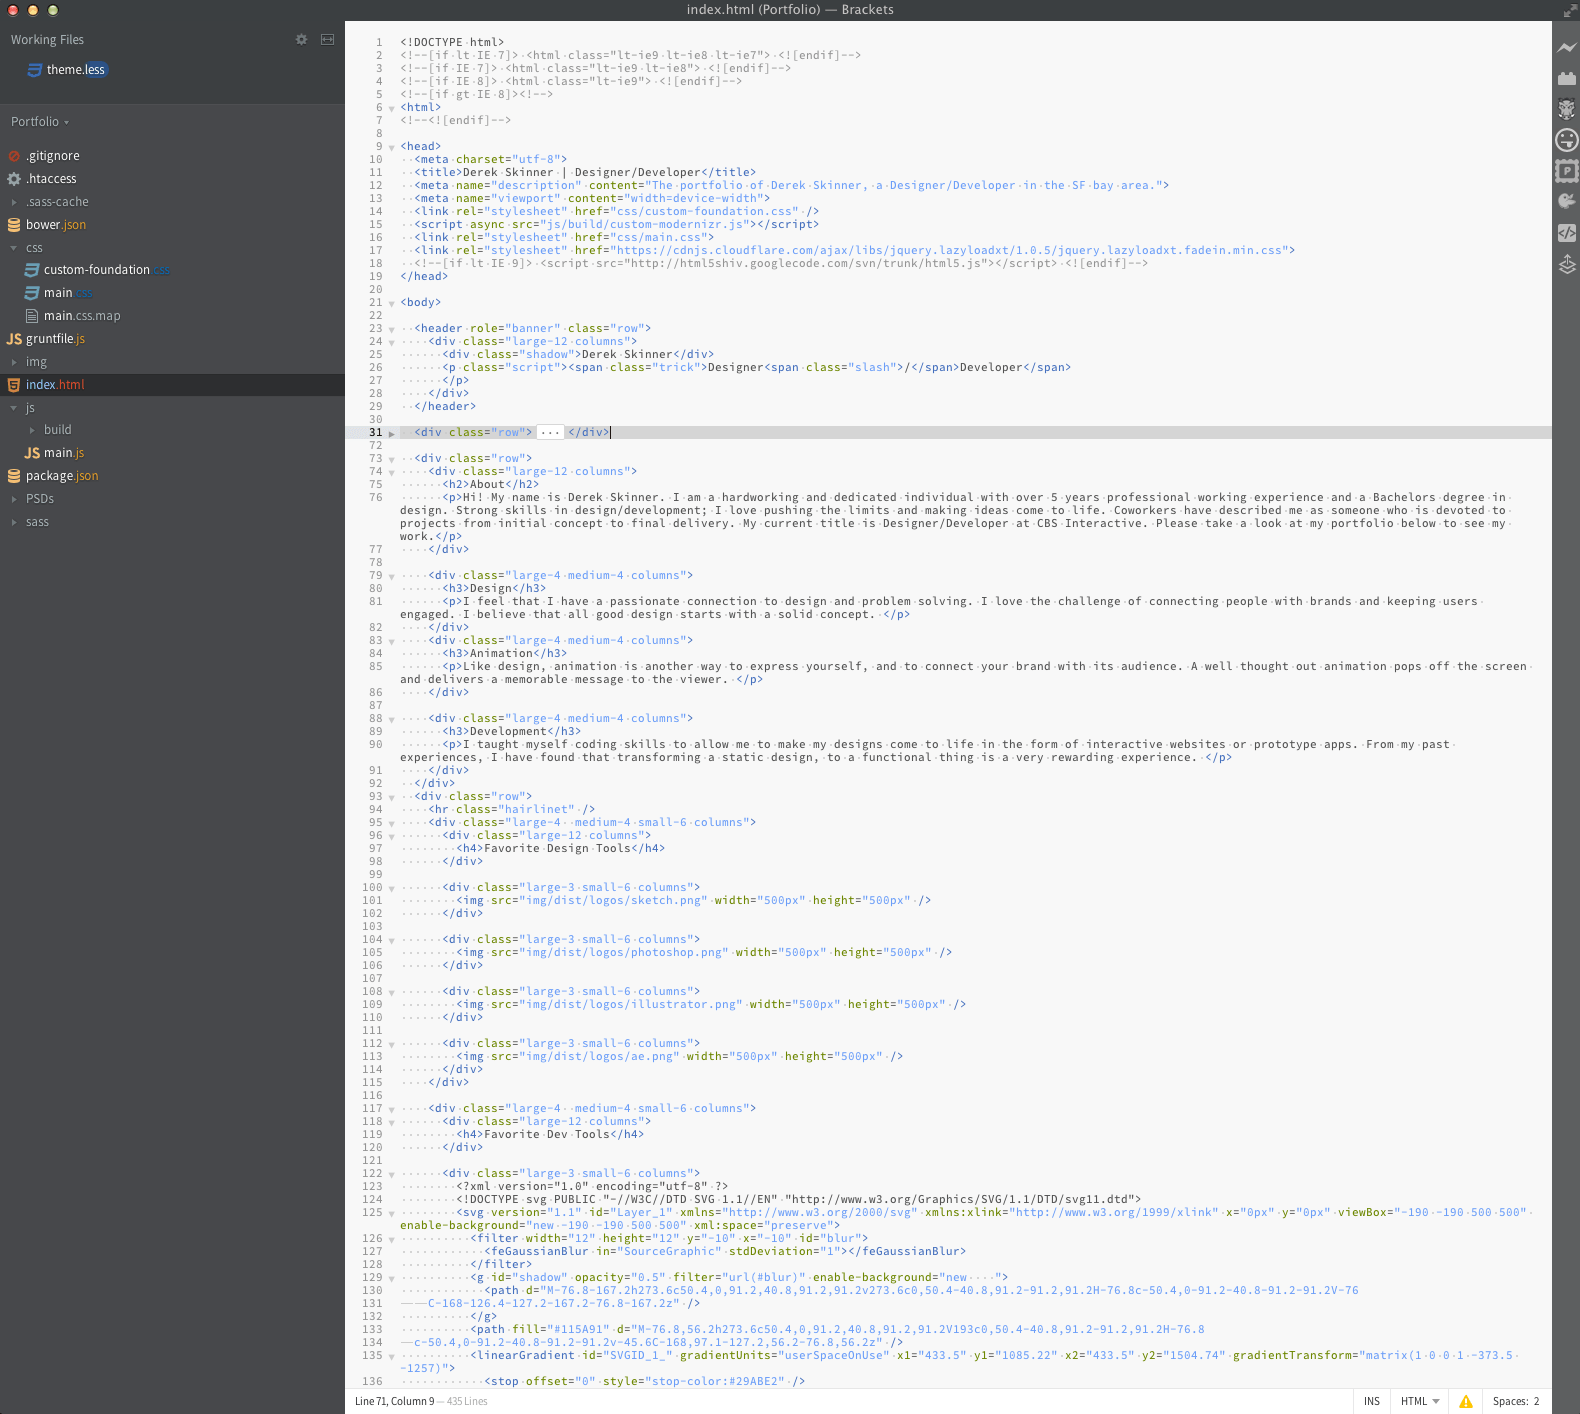 index.html (Portfolio) — Brackets
Working Files
theme.less
Portfolio
.gitignore
.htaccess
.sass-cache
bower.json
css
custom-foundation.css
main.css
main.css.map
gruntfile.js
img
index.html
js
build
main.js
package.json
PSDs
sass
1 <!DOCTYPE html>
2 <!--[if lt IE 7]> <html class="lt-ie9 lt-ie8 lt-ie7"> <![endif]-->
3 <!--[if IE 7]> <html class="lt-ie9 lt-ie8"> <![endif]-->
4 <!--[if IE 8]> <html class="lt-ie9"> <![endif]-->
5 <!--[if gt IE 8]><!-->
6 <html>
7 <!--<![endif]-->
8
9 <head>
10 <meta charset="utf-8">
11 <title>Derek Skinner | Designer/Developer</title>
12 <meta name="description" content="The portfolio of Derek Skinner, a Designer/Developer in the SF bay area.">
13 <meta name="viewport" content="width=device-width">
14 <link rel="stylesheet" href="css/custom-foundation.css" />
15 <script async src="js/build/custom-modernizr.js"></script>
16 <link rel="stylesheet" href="css/main.css">
17 <link rel="stylesheet" href="https://cdnjs.cloudflare.com/ajax/libs/jquery.lazyloadxt/1.0.5/jquery.lazyloadxt.fadein.min.css">
18 <!--[if lt IE 9]> <script src="http://html5shiv.googlecode.com/svn/trunk/html5.js"></script> <![endif]-->
19 </head>
20
21 <body>
22
23 <header role="banner" class="row">
24 <div class="large-12 columns">
25 <div class="shadow">Derek Skinner</div>
26 <p class="script"><span class="trick">Designer<span class="slash">/</span>Developer</span>
27 </p>
28 </div>
29 </header>
30
31 <div class="row"> ... </div>
72
73 <div class="row">
74 <div class="large-12 columns">
75 <h2>About</h2>
76 <p>Hi! My name is Derek Skinner. I am a hardworking and dedicated individual with over 5 years professional working experience and a Bachelors degree in
design. Strong skills in design/development; I love pushing the limits and making ideas come to life. Coworkers have described me as someone who is devoted to
projects from initial concept to final delivery. My current title is Designer/Developer at CBS Interactive. Please take a look at my portfolio below to see my
work.</p>
77 </div>
78
79 <div class="large-4 medium-4 columns">
80 <h3>Design</h3>
81 <p>I feel that I have a passionate connection to design and problem solving. I love the challenge of connecting people with brands and keeping users
engaged. I believe that all good design starts with a solid concept. </p>
82 </div>
83 <div class="large-4 medium-4 columns">
84 <h3>Animation</h3>
85 <p>Like design, animation is another way to express yourself, and to connect your brand with its audience. A well thought out animation pops off the screen
and delivers a memorable message to the viewer. </p>
86 </div>
87
88 <div class="large-4 medium-4 columns">
89 <h3>Development</h3>
90 <p>I taught myself coding skills to allow me to make my designs come to life in the form of interactive websites or prototype apps. From my past
experiences, I have found that transforming a static design, to a functional thing is a very rewarding experience. </p>
91 </div>
92 </div>
93 <div class="row">
94 <hr class="hairlinet" />
95 <div class="large-4  medium-4 small-6 columns">
96 <div class="large-12 columns">
97 <h4>Favorite Design Tools</h4>
98 </div>
99
100 <div class="large-3 small-6 columns">
101 <img src="img/dist/logos/sketch.png" width="500px" height="500px" />
102 </div>
103
104 <div class="large-3 small-6 columns">
105 <img src="img/dist/logos/photoshop.png" width="500px" height="500px" />
106 </div>
107
108 <div class="large-3 small-6 columns">
109 <img src="img/dist/logos/illustrator.png" width="500px" height="500px" />
110 </div>
111
112 <div class="large-3 small-6 columns">
113 <img src="img/dist/logos/ae.png" width="500px" height="500px" />
114 </div>
115 </div>
116
117 <div class="large-4  medium-4 small-6 columns">
118 <div class="large-12 columns">
119 <h4>Favorite Dev Tools</h4>
120 </div>
121
122 <div class="large-3 small-6 columns">
123 <?xml version="1.0" encoding="utf-8" ?>
124 <!DOCTYPE svg PUBLIC "-//W3C//DTD SVG 1.1//EN" "http://www.w3.org/Graphics/SVG/1.1/DTD/svg11.dtd">
125 <svg version="1.1" id="Layer_1" xmlns="http://www.w3.org/2000/svg" xmlns:xlink="http://www.w3.org/1999/xlink" x="0px" y="0px" viewBox="-190 -190 500 500"
enable-background="new -190 -190 500 500" xml:space="preserve">
126 <filter width="12" height="12" y="-10" x="-10" id="blur">
127 <feGaussianBlur in="SourceGraphic" stdDeviation="1"></feGaussianBlur>
128 </filter>
129 <g id="shadow" opacity="0.5" filter="url(#blur)" enable-background="new    ">
130 <path d="M-76.8-167.2h273.6c50.4,0,91.2,40.8,91.2,91.2v273.6c0,50.4-40.8,91.2-91.2,91.2H-76.8c-50.4,0-91.2-40.8-91.2-91.2V-76
131 C-168-126.4-127.2-167.2-76.8-167.2z" />
132 </g>
133 <path fill="#115A91" d="M-76.8,56.2h273.6c50.4,0,91.2,40.8,91.2,91.2V193c0,50.4-40.8,91.2-91.2,91.2H-76.8
134 c-50.4,0-91.2-40.8-91.2-91.2v-45.6C-168,97.1-127.2,56.2-76.8,56.2z" />
135 <linearGradient id="SVGID_1_" gradientUnits="userSpaceOnUse" x1="433.5" y1="1085.22" x2="433.5" y2="1504.74" gradientTransform="matrix(1 0 0 1 -373.5
-1257)">
136 <stop offset="0" style="stop-color:#29ABE2" />
Line 71, Column 9 — 435 Lines
INS
HTML
Spaces: 2